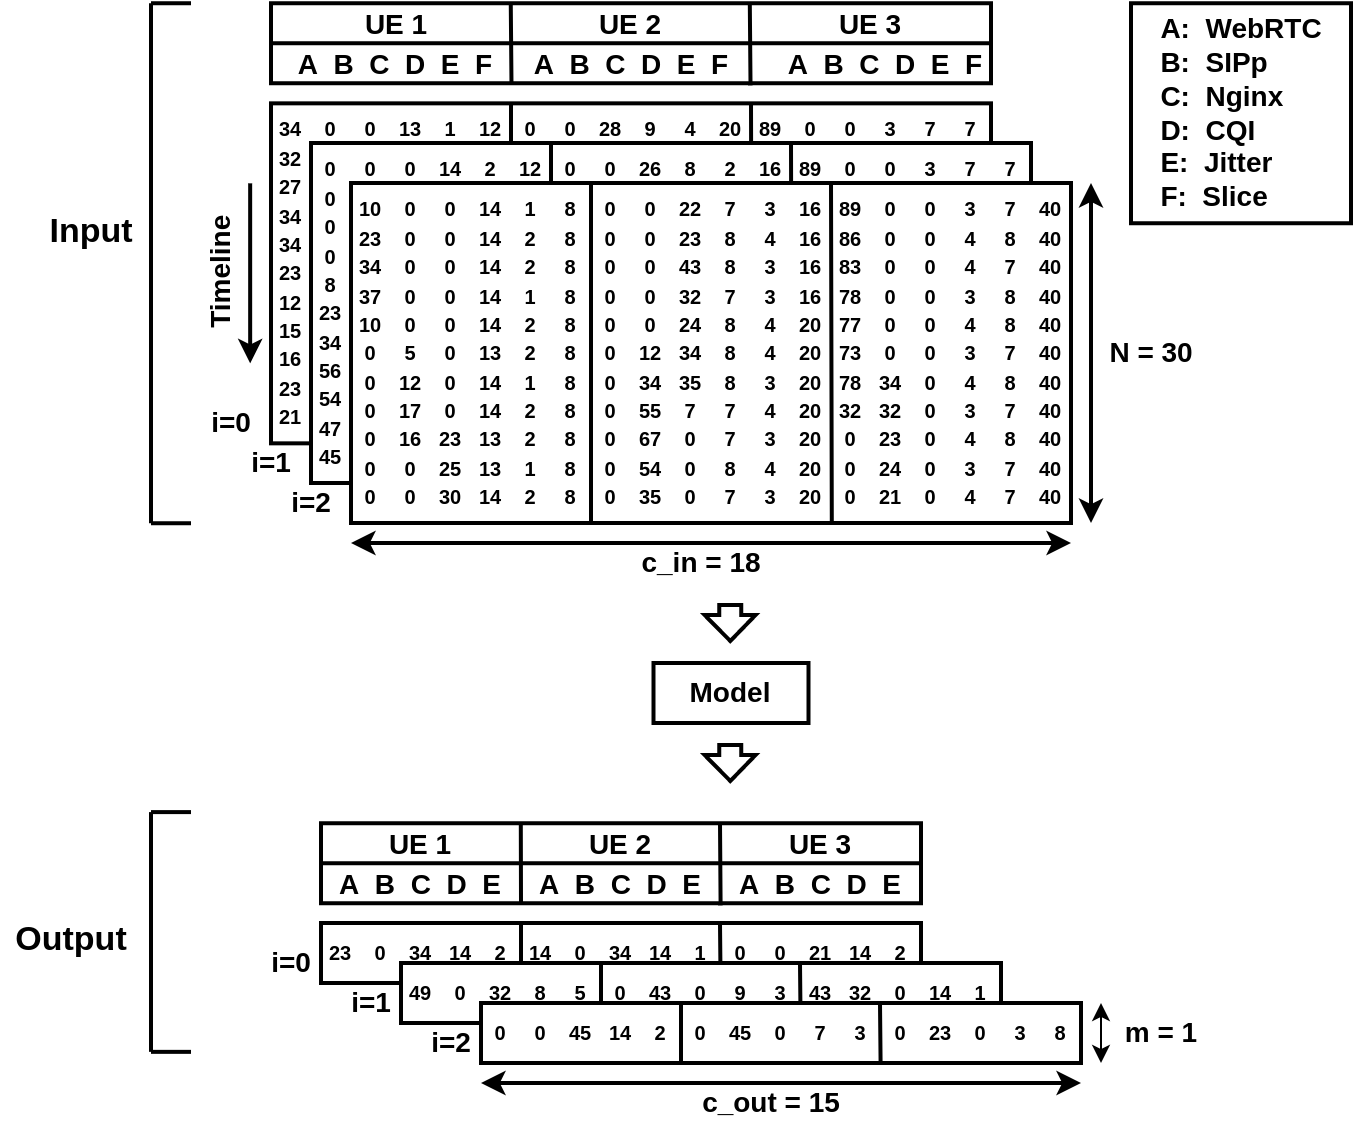 UE 1 UE 2 UE 3
A B C D E F A B C D E F A B C D E F
A: WebRTC
B: SIPp
C: Nginx
D: CQI
E: Jitter
F: Slice
Input
Timeline
34 0 0 13 1 12 0 0 28 9 4 20 89 0 0 3 7 7
32
27
34
34
23
12
15
16
23
21
i=0
0 0 0 14 2 12 0 0 26 8 2 16 89 0 0 3 7 7
0
0
0
8
23
34
56
54
47
45
i=1
10 0 0 14 1 8 0 0 22 7 3 16 89 0 0 3 7 40
23 0 0 14 2 8 0 0 23 8 4 16 86 0 0 4 8 40
34 0 0 14 2 8 0 0 43 8 3 16 83 0 0 4 7 40
37 0 0 14 1 8 0 0 32 7 3 16 78 0 0 3 8 40
10 0 0 14 2 8 0 0 24 8 4 20 77 0 0 4 8 40
0 5 0 13 2 8 0 12 34 8 4 20 73 0 0 3 7 40
0 12 0 14 1 8 0 34 35 8 3 20 78 34 0 4 8 40
0 17 0 14 2 8 0 55 7 7 4 20 32 32 0 3 7 40
0 16 23 13 2 8 0 67 0 7 3 20 0 23 0 4 8 40
0 0 25 13 1 8 0 54 0 8 4 20 0 24 0 3 7 40
0 0 30 14 2 8 0 35 0 7 3 20 0 21 0 4 7 40
i=2
N = 30
c_in = 18
Model
Output
UE 1 UE 2 UE 3
A B C D E A B C D E A B C D E
i=0
23 0 34 14 2 14 0 34 14 1 0 0 21 14 2
i=1
49 0 32 8 5 0 43 0 9 3 43 32 0 14 1
i=2
0 0 45 14 2 0 45 0 7 3 0 23 0 3 8
m = 1
c_out = 15